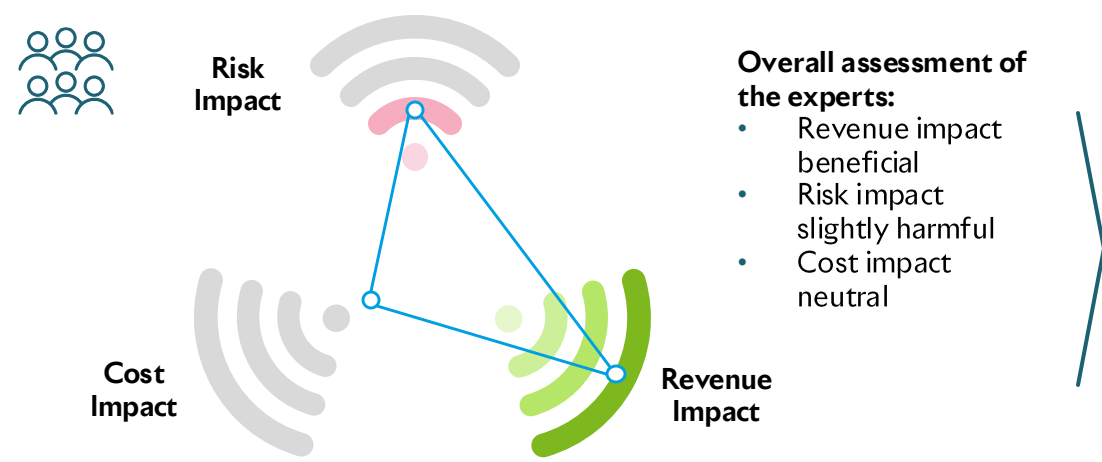 Risk
Impact
Overall assessment of
the experts:
• Revenue impact
beneficial
• Risk impact
slightly harmful
• Cost impact
neutral
Cost
Impact
Revenue
Impact